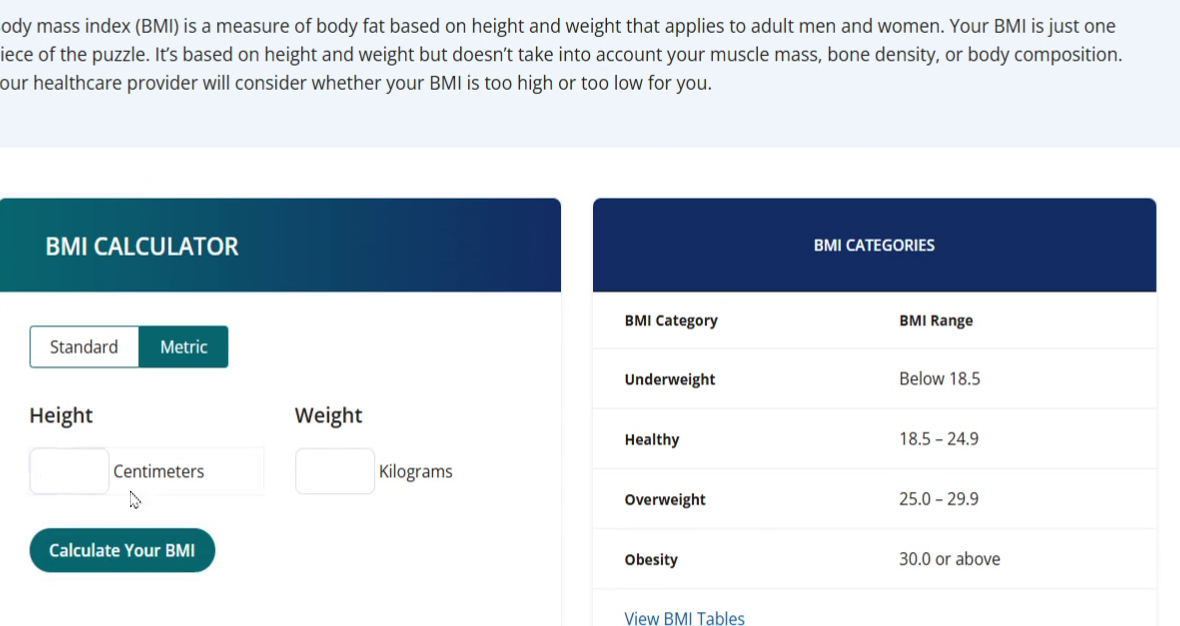 ody mass index (BMI) is a measure of body fat based on height and weight that applies to adult men and women. Your BMI is just one
iece of the puzzle. It's based on height and weight but doesn't take into account your muscle mass, bone density, or body composition.
our healthcare provider will consider whether your BMI is too high or too low for you.
BMI CALCULATOR
Standard Metric
Height Weight
Centimeters Kilograms
Calculate Your BMI
BMI CATEGORIES
BMI Category BMI Range
Underweight Below 18.5
Healthy 18.5 – 24.9
Overweight 25.0 – 29.9
Obesity 30.0 or above
View BMI Tables